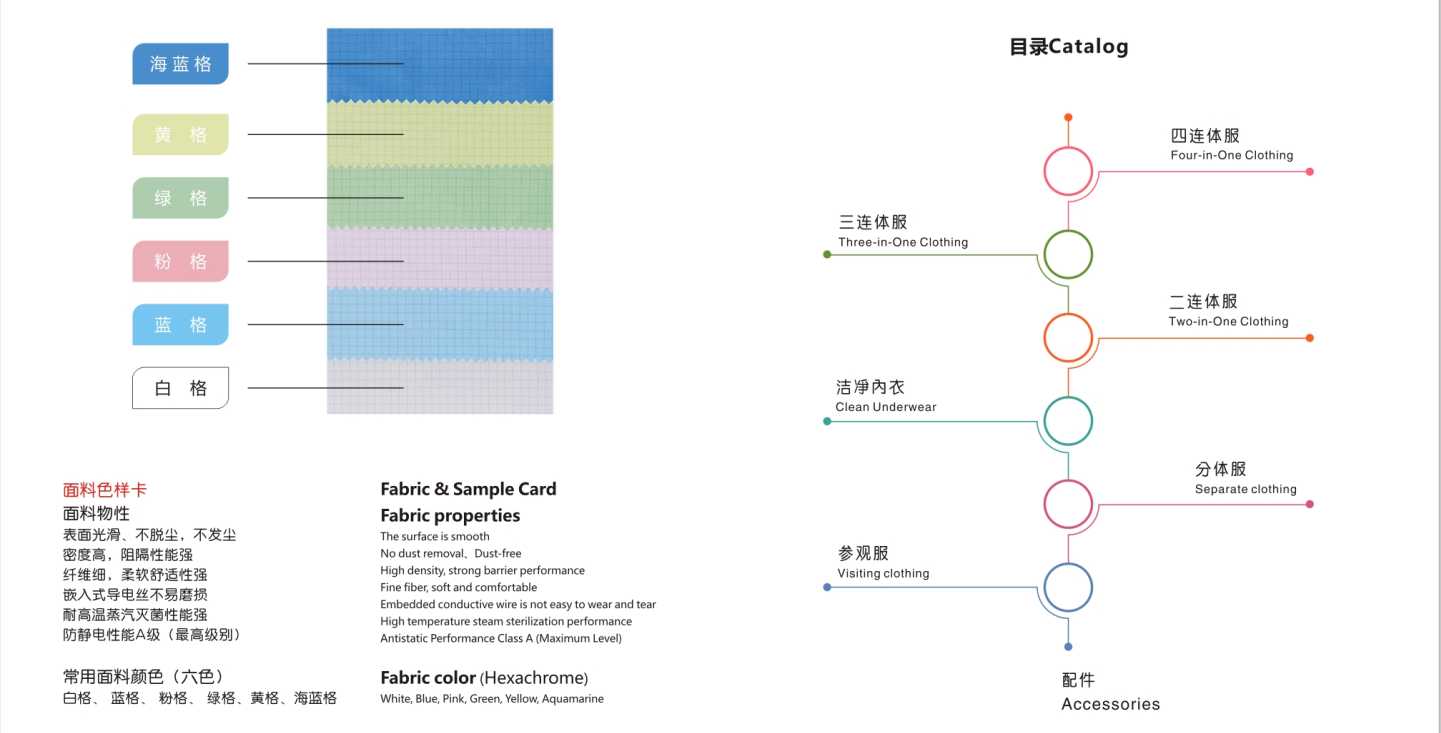 海蓝格
黄 格
绿 格
粉 格
蓝 格
白 格
面料色样卡
面料物性
表面光滑、不脱尘，不发尘
密度高，阻隔性能强
纤维细，柔软舒适性强
嵌入式导电丝不易磨损
耐高温蒸汽灭菌性能强
防静电性能A级（最高级别）
常用面料颜色（六色）
白格、 蓝格、 粉格、 绿格、黄格、海蓝格
Fabric & Sample Card
Fabric properties
The surface is smooth
No dust removal、Dust-free
High density, strong barrier performance
Fine fiber, soft and comfortable
Embedded conductive wire is not easy to wear and tear
High temperature steam sterilization performance
Antistatic Performance Class A (Maximum Level)
Fabric color (Hexachrome)
White, Blue, Pink, Green, Yellow, Aquamarine
目录Catalog
四连体服
Four-in-One Clothing
三连体服
Three-in-One Clothing
二连体服
Two-in-One Clothing
洁净内衣
Clean Underwear
分体服
Separate clothing
参观服
Visiting clothing
配件
Accessories